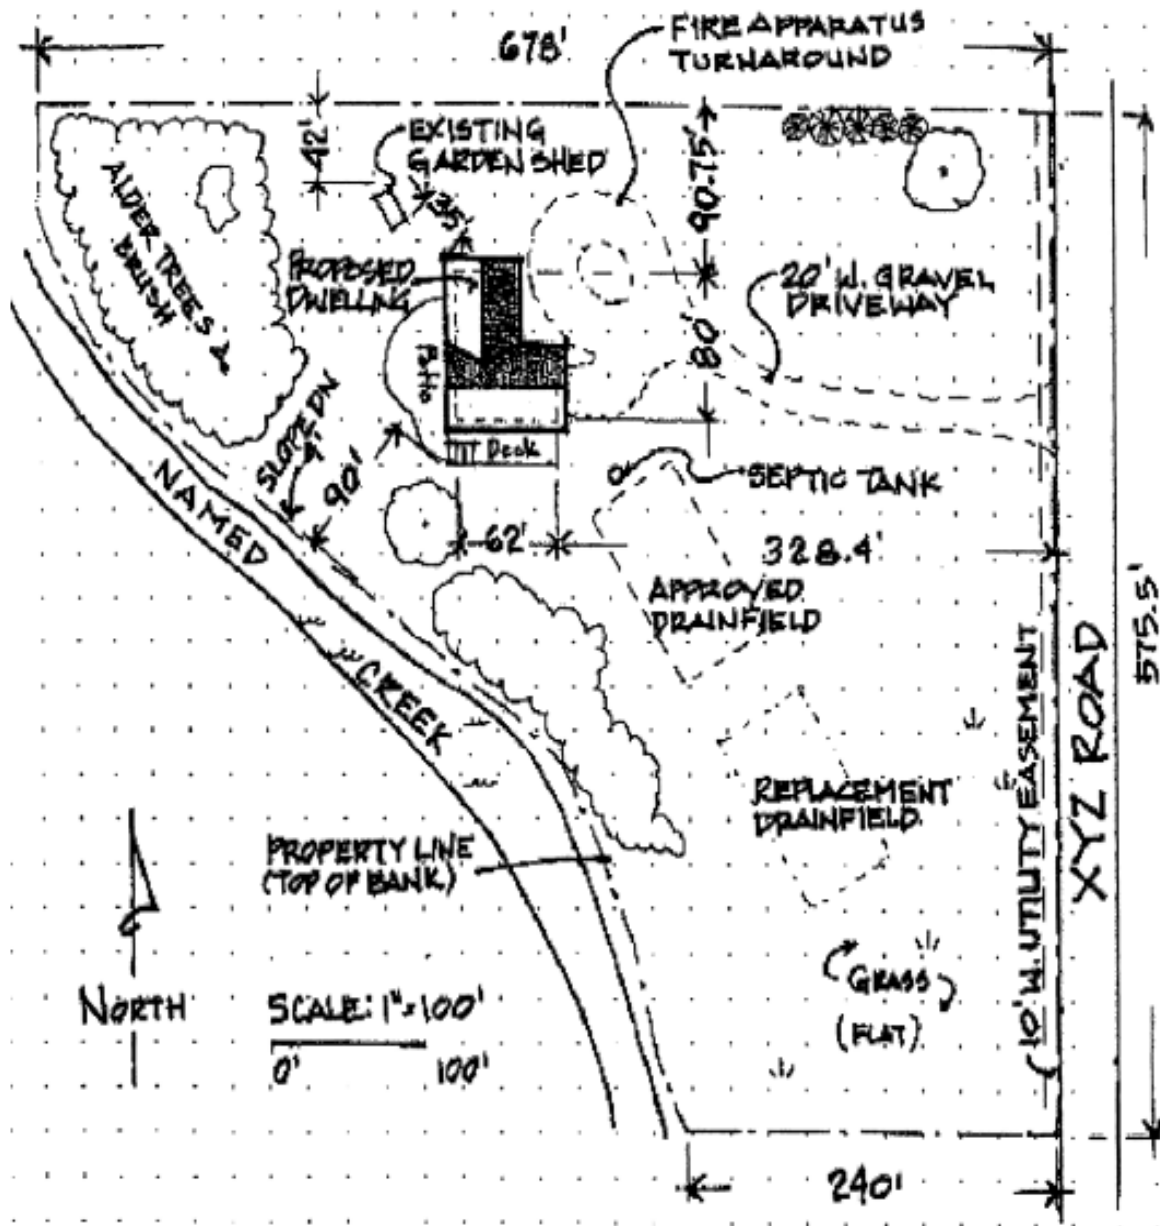 678'
FIRE APPARATUS
TURNAROUND
42'
EXISTING
GARDEN SHED
35'
90.75'
ALDER TREES &
BRUSH
PROPOSED
DWELLING
20' W. GRAVEL
DRIVEWAY
80'
Patio
Deck
SLOPE DN
90'
SEPTIC TANK
NAMED
CREEK
62'
328.4'
APPROVED
DRAINFIELD
575.5'
XYZ ROAD
10' W. UTILITY EASEMENT
REPLACEMENT
DRAINFIELD
PROPERTY LINE
(TOP OF BANK)
GRASS
(FLAT)
NORTH
SCALE: 1"=100'
0' 100'
240'